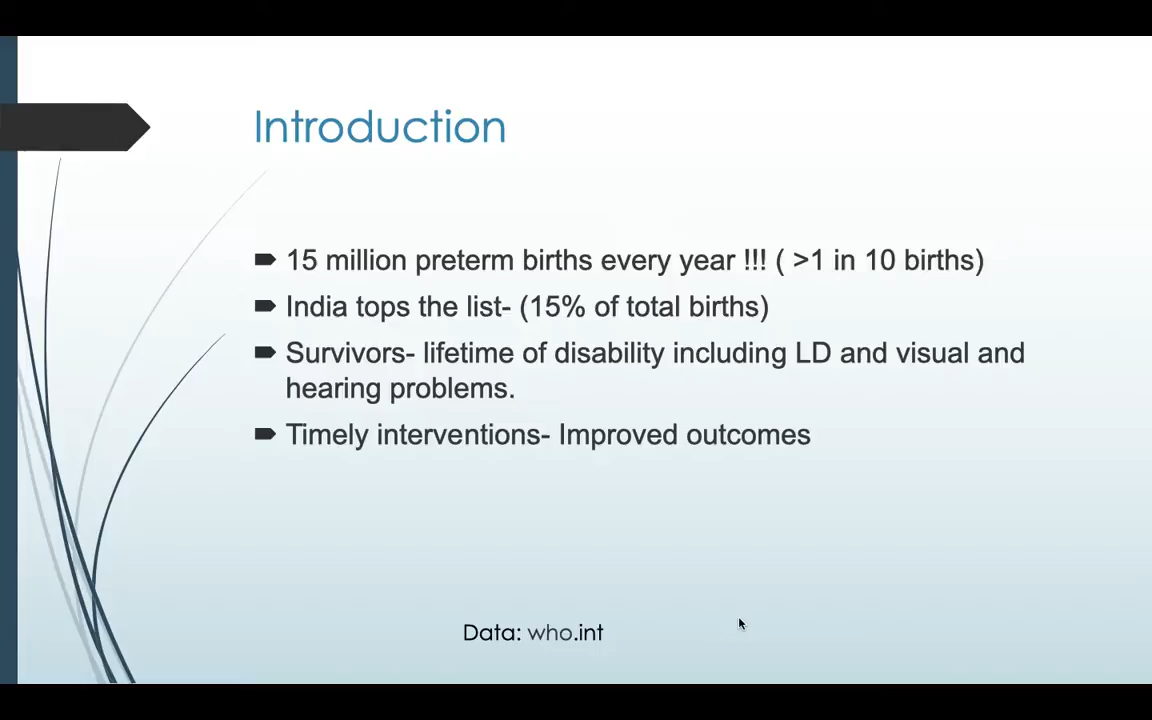 Introduction
15 million preterm births every year !!! ( >1 in 10 births)
India tops the list- (15% of total births)
Survivors- lifetime of disability including LD and visual and
hearing problems.
Timely interventions- Improved outcomes
Data: who.int